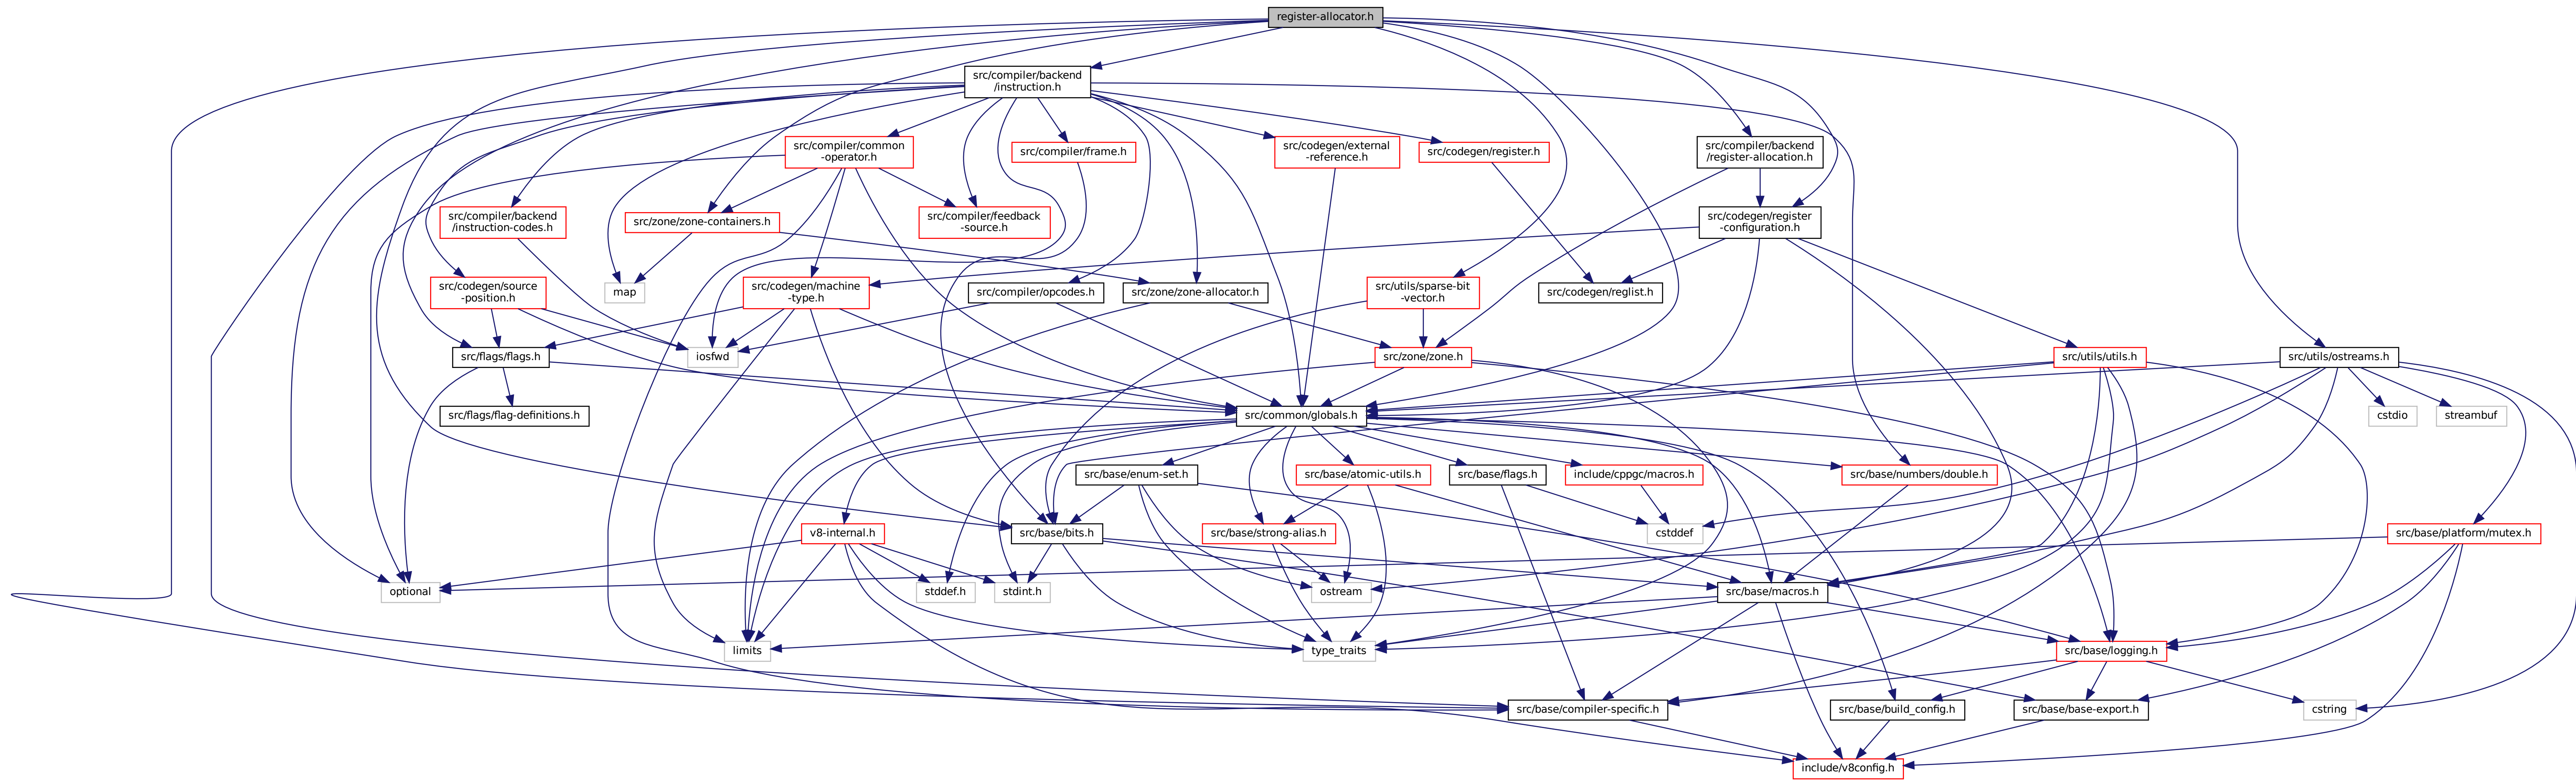 register-allocator.h
src/compiler/backend
/instruction.h
src/compiler/common
-operator.h
src/compiler/frame.h
src/codegen/external
-reference.h
src/codegen/register.h
src/compiler/backend
/register-allocation.h
src/compiler/backend
/instruction-codes.h
src/zone/zone-containers.h
src/compiler/feedback
-source.h
src/codegen/register
-configuration.h
src/codegen/source
-position.h
map
src/codegen/machine
-type.h
src/compiler/opcodes.h
src/zone/zone-allocator.h
src/utils/sparse-bit
-vector.h
src/codegen/reglist.h
src/flags/flags.h
iosfwd
src/zone/zone.h
src/utils/utils.h
src/utils/ostreams.h
src/flags/flag-definitions.h
src/common/globals.h
cstdio
streambuf
src/base/enum-set.h
src/base/atomic-utils.h
src/base/flags.h
include/cppgc/macros.h
src/base/numbers/double.h
v8-internal.h
src/base/bits.h
src/base/strong-alias.h
cstddef
src/base/platform/mutex.h
optional
stddef.h
stdint.h
ostream
src/base/macros.h
limits
type_traits
src/base/logging.h
src/base/compiler-specific.h
src/base/build_config.h
src/base/base-export.h
cstring
include/v8config.h